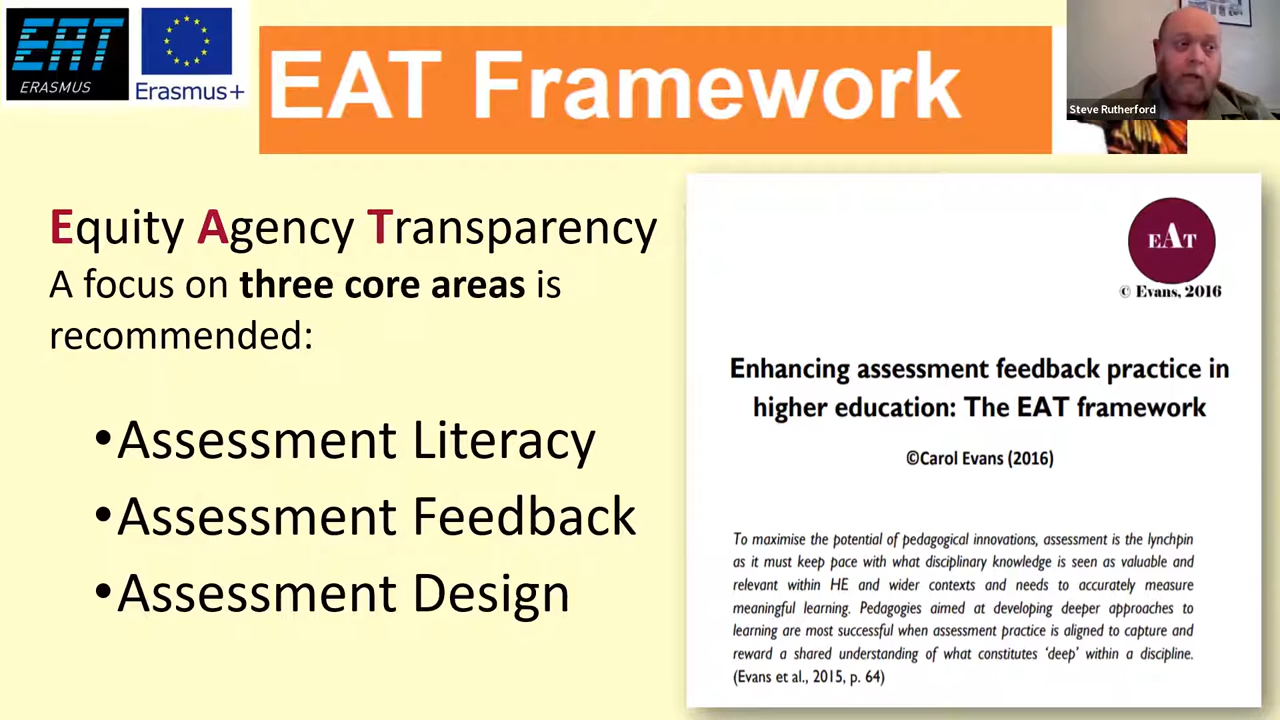 EAT
ERASMUS
Erasmus+
EAT Framework
Steve Rutherford
Equity Agency Transparency
A focus on three core areas is
recommended:
•Assessment Literacy
•Assessment Feedback
•Assessment Design
EAT
© Evans, 2016
Enhancing assessment feedback practice in
higher education: The EAT framework
©Carol Evans (2016)
To maximise the potential of pedagogical innovations, assessment is the lynchpin
as it must keep pace with what disciplinary knowledge is seen as valuable and
relevant within HE and wider contexts and needs to accurately measure
meaningful learning. Pedagogies aimed at developing deeper approaches to
learning are most successful when assessment practice is aligned to capture and
reward a shared understanding of what constitutes ‘deep’ within a discipline.
(Evans et al., 2015, p. 64)